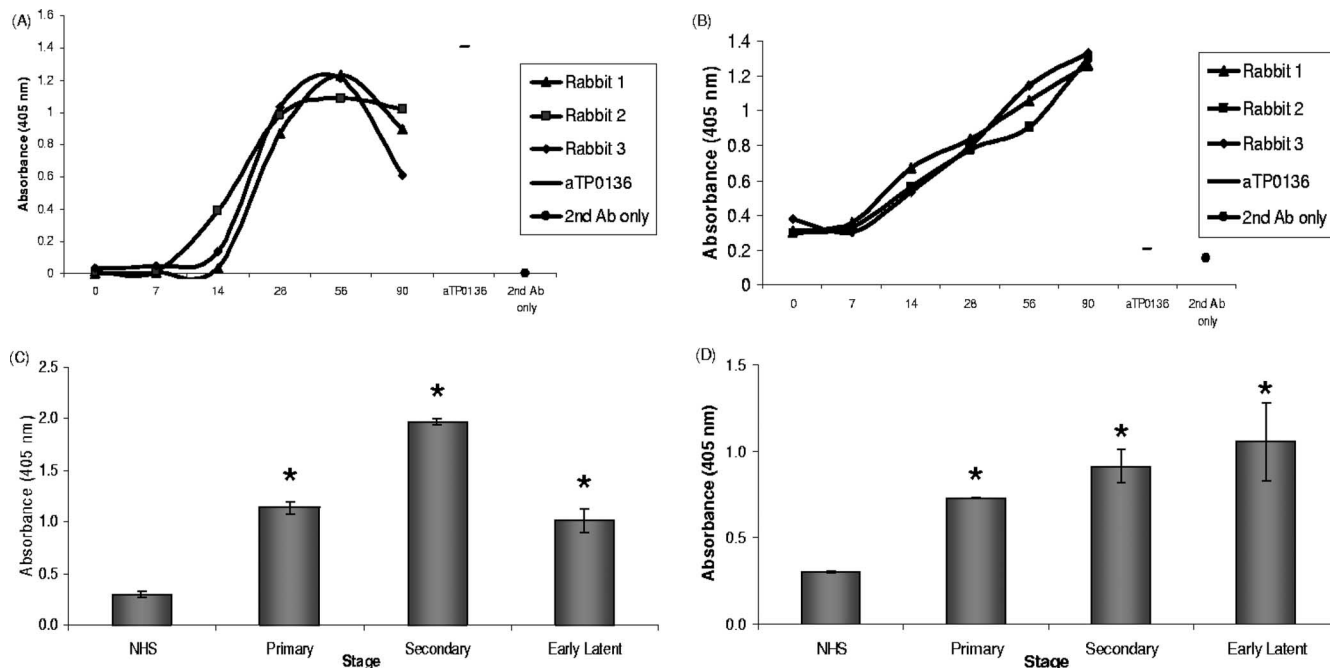 (A)
1.6
1.4
1.2
1
0.8
0.6
0.4
0.2
0
Absorbance (405 nm)
0 7 14 28 56 90 aTP0136 2nd Ab
only
Rabbit 1
Rabbit 2
Rabbit 3
aTP0136
2nd Ab only
(B)
1.4
1.2
1
0.8
0.6
0.4
0.2
0
Absorbance (405 nm)
0 7 14 28 56 90 aTP0136 2nd Ab
only
Rabbit 1
Rabbit 2
Rabbit 3
aTP0136
2nd Ab only
(C)
2.5
2.0
1.5
1.0
0.5
0.0
Absorbance (405 nm)
* * *
NHS Primary Secondary Early Latent
Stage
(D)
1.5
1.0
0.5
0.0
Absorbance (405 nm)
* * *
NHS Primary Secondary Early Latent
Stage